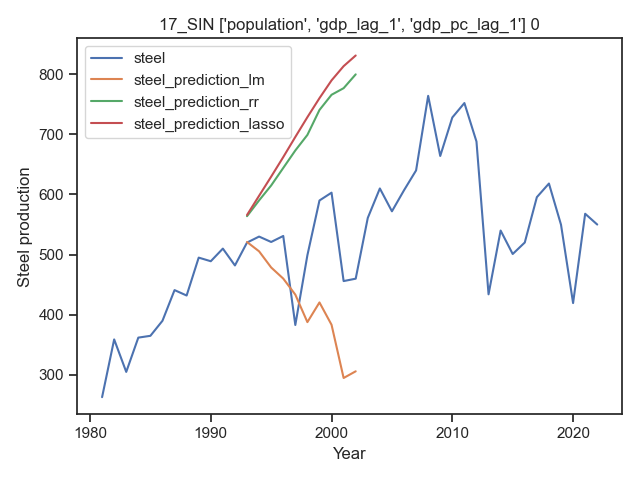 17_SIN ['population', 'gdp_lag_1', 'gdp_pc_lag_1'] 0
steel
steel_prediction_lm
steel_prediction_rr
steel_prediction_lasso
Steel production
800
700
600
500
400
300
1980
1990
2000
2010
2020
Year